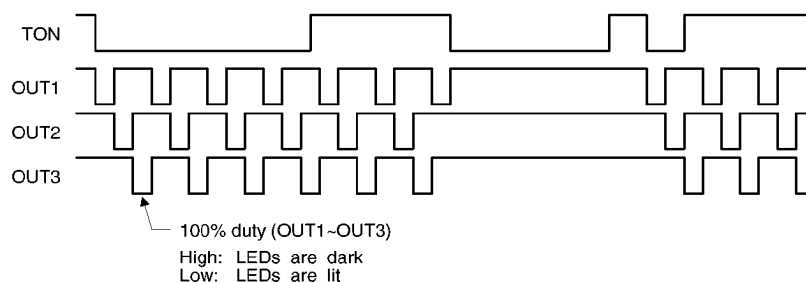 TON
OUT1
OUT2
OUT3
100% duty (OUT1~OUT3)
High: LEDs are dark
Low: LEDs are lit